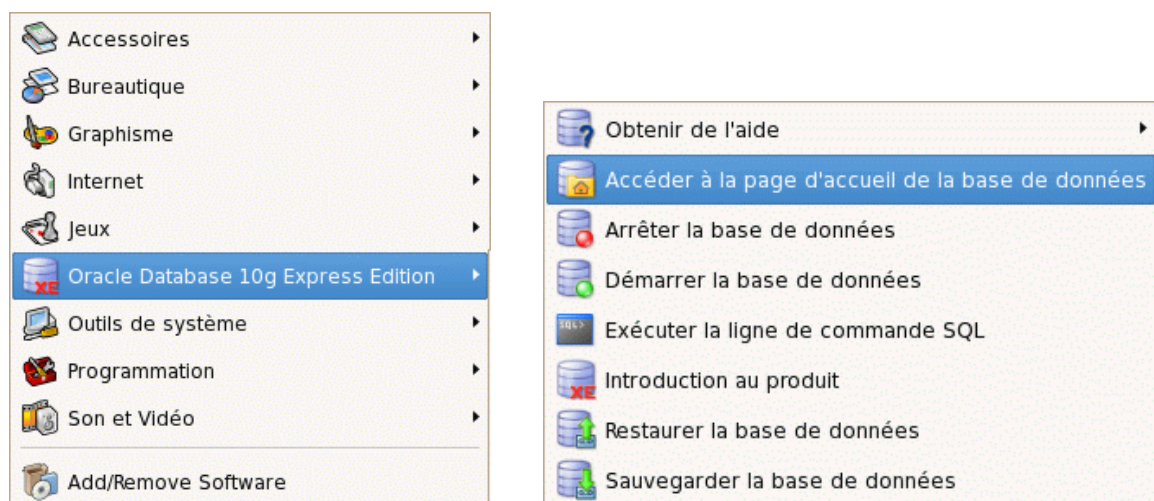 Accessoires
Bureautique
Graphisme
Internet
Jeux
XE
Oracle Database 10g Express Edition
Outils de système
Programmation
Son et Vidéo
Add/Remove Software
Obtenir de l'aide
Accéder à la page d'accueil de la base de données
Arrêter la base de données
Démarrer la base de données
SQL>
Exécuter la ligne de commande SQL
XE
Introduction au produit
Restaurer la base de données
Sauvegarder la base de données